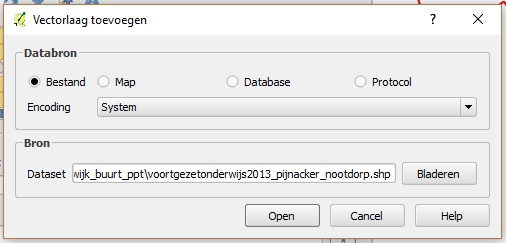 Vectorlaag toevoegen
Databron
Bestand Map Database Protocol
Encoding System
Bron
Dataset wijk_buurt_ppt\voortgezetonderwijs2013_pijnacker_nootdorp.shp Bladeren
Open Cancel Help